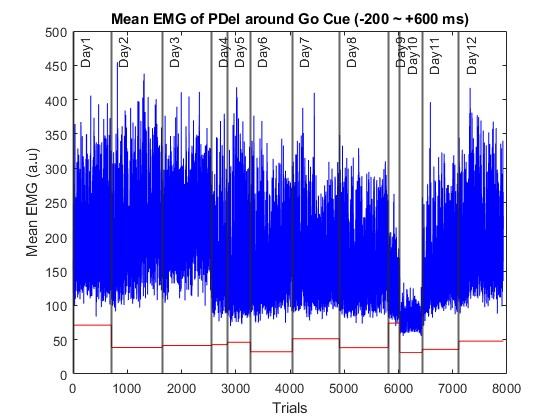 Mean EMG of PDel around Go Cue (-200 ~ +600 ms)
500
450
400
350
300
250
200
150
100
50
0
Mean EMG (a.u)
Day1
Day2
Day3
Day4
Day5
Day6
Day7
Day8
Day9
Day10
Day11
Day12
0 1000 2000 3000 4000 5000 6000 7000 8000
Trials